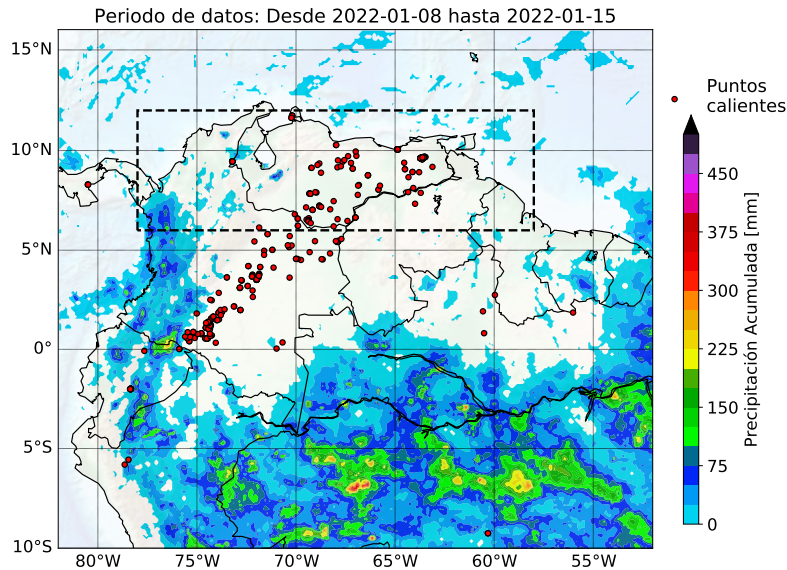 Periodo de datos: Desde 2022-01-08 hasta 2022-01-15
15°N
10°N
5°N
0°
5°S
10°S
80°W
75°W
70°W
65°W
60°W
55°W
Puntos
calientes
450
375
300
225
150
75
0
Precipitación Acumulada [mm]